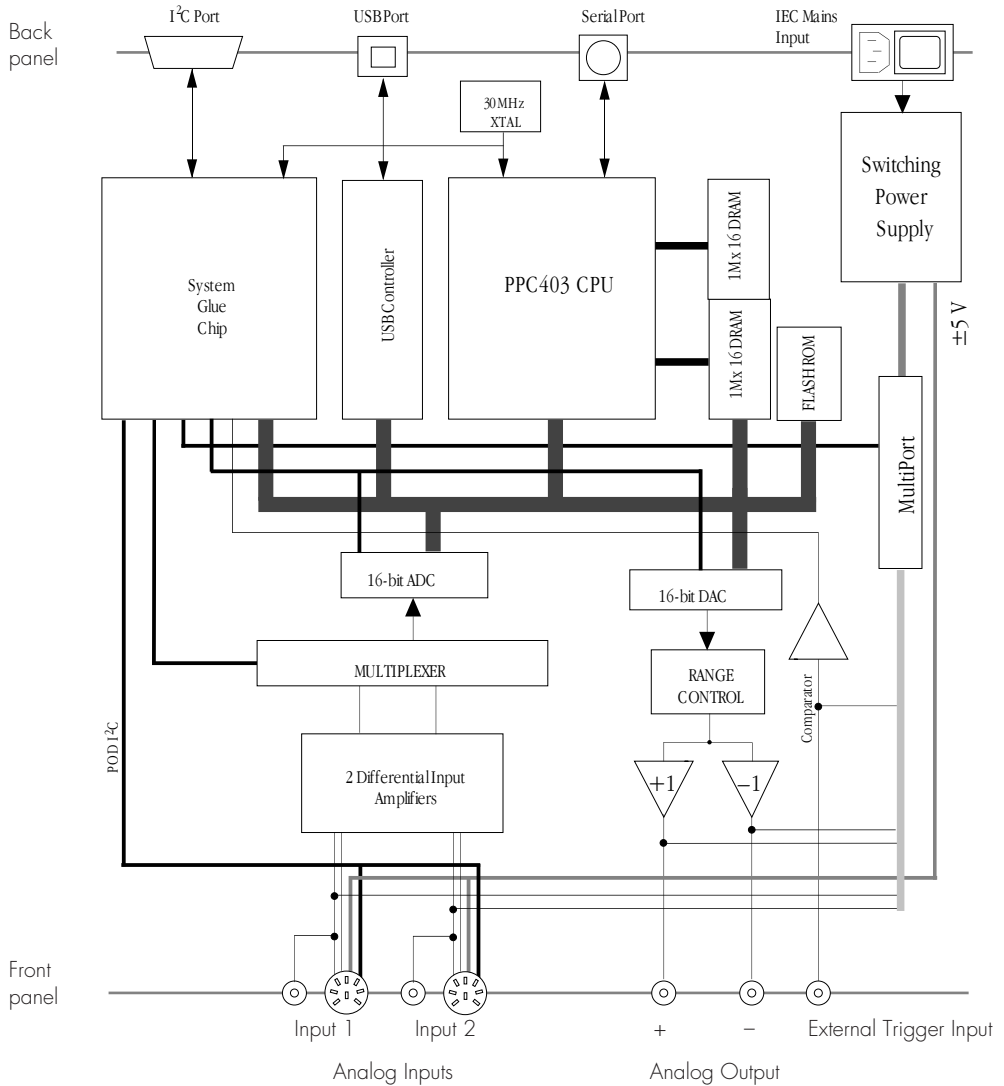 Back
panel
I²C Port
USB Port
Serial Port
IEC Mains
Input
30 MHz
XTAL
Switching
Power
Supply
System
Glue
Chip
USB Controller
PPC403 CPU
1M x 16 DRAM
1M x 16 DRAM
FLASH ROM
±5 V
MultiPort
16-bit ADC
16-bit DAC
MULTIPLEXER
RANGE
CONTROL
Comparator
POD I²C
2 Differential Input
Amplifiers
+1
−1
Front
panel
Input 1
Input 2
+
−
External Trigger Input
Analog Inputs
Analog Output